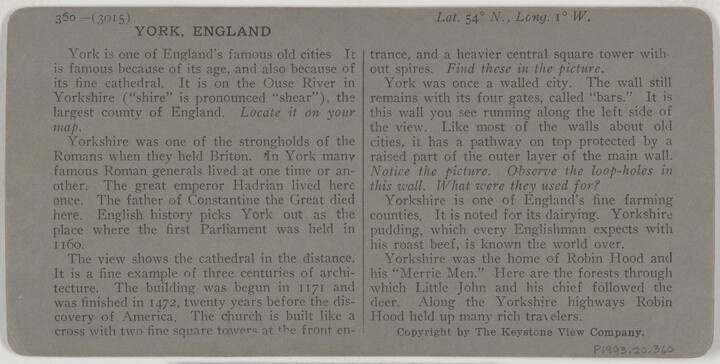 360—(3015)
Lat. 54° N., Long. 1° W.
YORK, ENGLAND
York is one of England's famous old cities It
is famous because of its age, and also because of
its fine cathedral. It is on the Ouse River in
Yorkshire ("shire" is pronounced "shear"), the
largest county of England. Locate it on your
map.
Yorkshire was one of the strongholds of the
Romans when they held Briton. In York many
famous Roman generals lived at one time or an-
other. The great emperor Hadrian lived here
once. The father of Constantine the Great died
here. English history picks York out as the
place where the first Parliament was held in
1160.
The view shows the cathedral in the distance.
It is a fine example of three centuries of archi-
tecture. The building was begun in 1171 and
was finished in 1472, twenty years before the dis-
covery of America. The church is built like a
cross with two fine square towers at the front en-
trance, and a heavier central square tower with-
out spires. Find these in the picture.
York was once a walled city. The wall still
remains with its four gates, called "bars." It is
this wall you see running along the left side of
the view. Like most of the walls about old
cities, it has a pathway on top protected by a
raised part of the outer layer of the main wall.
Notice the picture. Observe the loop-holes in
this wall. What were they used for?
Yorkshire is one of England's fine farming
counties. It is noted for its dairying. Yorkshire
pudding, which every Englishman expects with
his roast beef, is known the world over.
Yorkshire was the home of Robin Hood and
his "Merrie Men." Here are the forests through
which Little John and his chief followed the
deer. Along the Yorkshire highways Robin
Hood held up many rich travelers.
Copyright by The Keystone View Company.
P1993.20.360